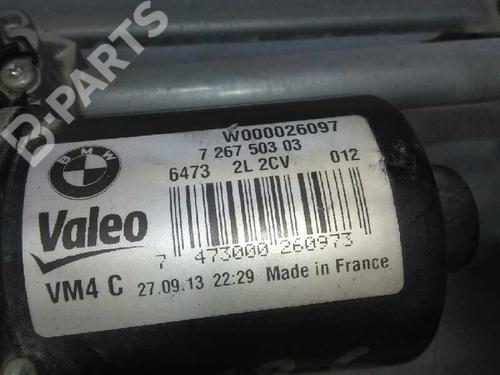 B-PARTS
W000026097
7 267 503 03
6473 2L 2CV 012
BMW
Valeo
7 473000 260973
VM4 C 27.09.13 22:29 Made in France